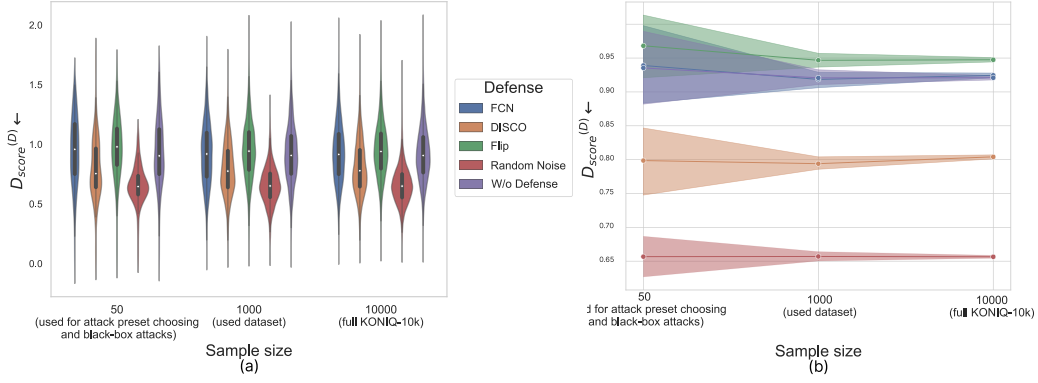 2.0
1.5
1.0
0.5
0.0
D_score^(D) ←
50
(used for attack preset choosing
and black-box attacks)
1000
(used dataset)
10000
(full KONIQ-10k)
Sample size
(a)
Defense
FCN
DISCO
Flip
Random Noise
W/o Defense
0.95
0.90
0.85
0.80
0.75
0.70
0.65
D_score^(D) ←
50
d for attack preset choosing
and black-box attacks)
1000
(used dataset)
10000
(full KONIQ-10k)
Sample size
(b)